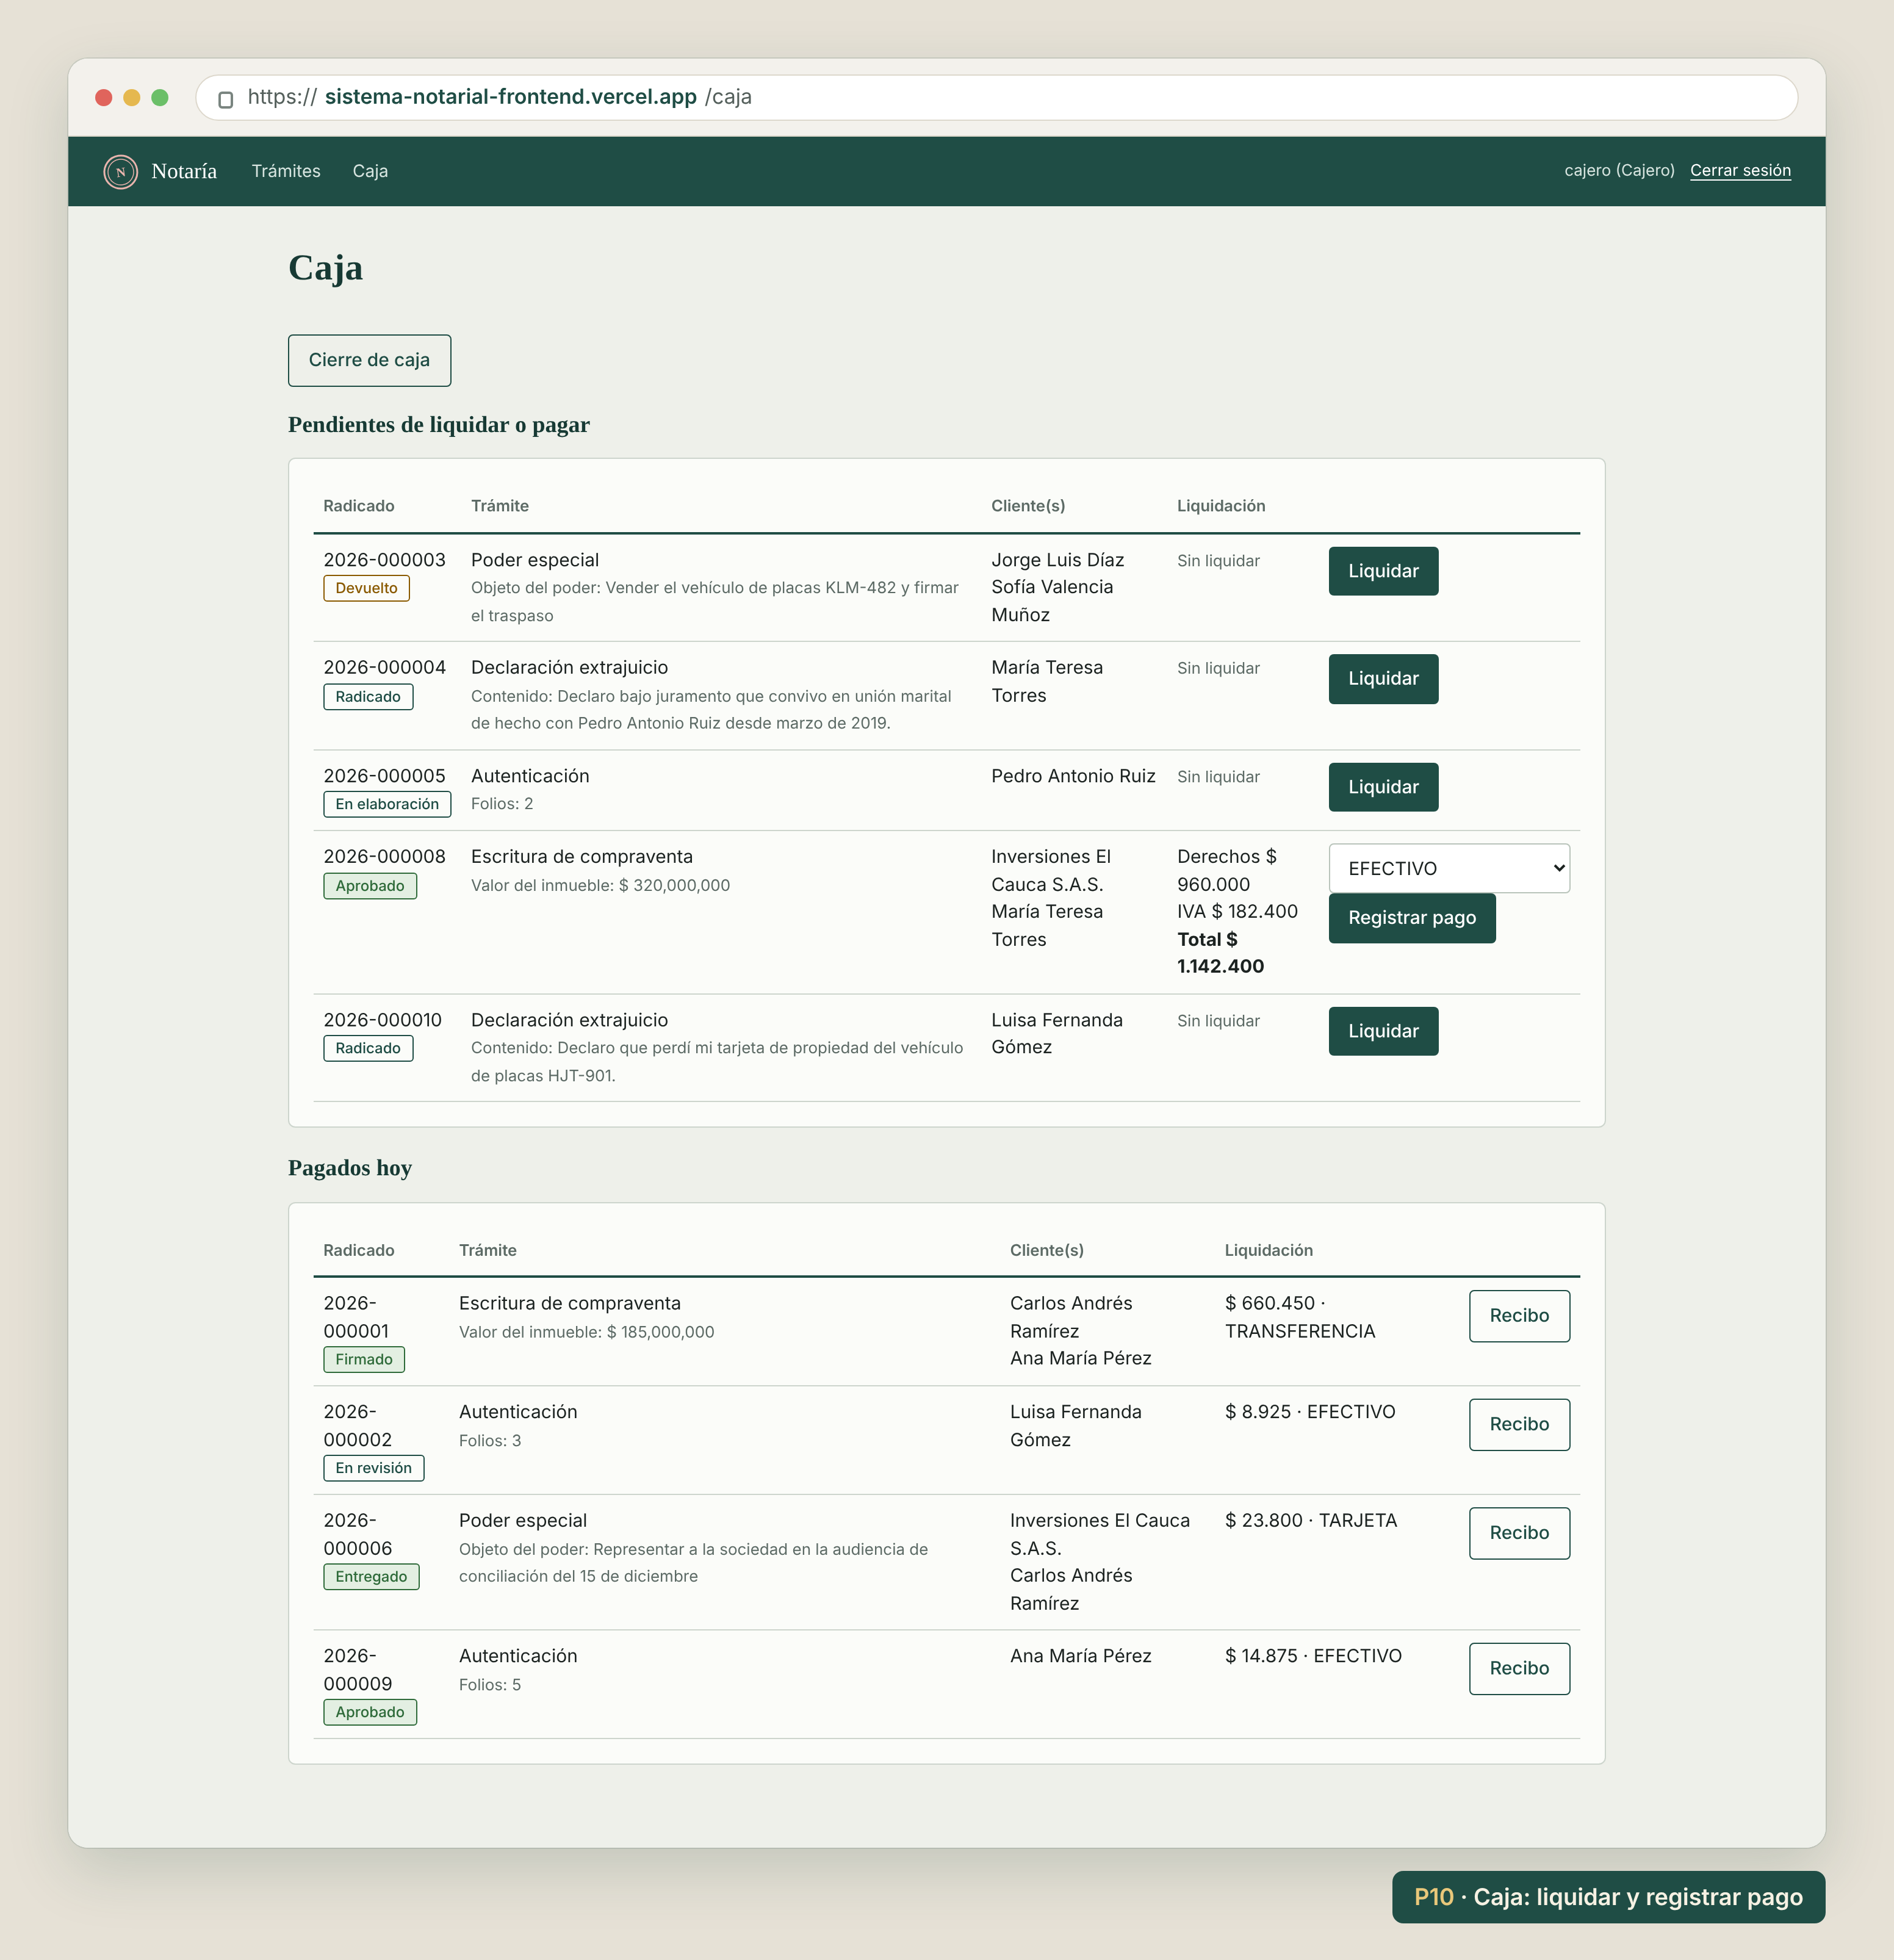 https:// sistema-notarial-frontend.vercel.app /caja
N Notaría Trámites Caja cajero (Cajero) Cerrar sesión
Caja
Cierre de caja
Pendientes de liquidar o pagar
Radicado Trámite Cliente(s) Liquidación
2026-000003 Poder especial Jorge Luis Díaz Sin liquidar Liquidar
Devuelto Objeto del poder: Vender el vehículo de placas KLM-482 y firmar Sofía Valencia
el traspaso Muñoz
2026-000004 Declaración extrajuicio María Teresa Sin liquidar Liquidar
Radicado Contenido: Declaro bajo juramento que convivo en unión marital Torres
de hecho con Pedro Antonio Ruiz desde marzo de 2019.
2026-000005 Autenticación Pedro Antonio Ruiz Sin liquidar Liquidar
En elaboración Folios: 2
2026-000008 Escritura de compraventa Inversiones El Derechos $ EFECTIVO
Aprobado Valor del inmueble: $ 320,000,000 Cauca S.A.S. 960.000
María Teresa IVA $ 182.400 Registrar pago
Torres Total $
1.142.400
2026-000010 Declaración extrajuicio Luisa Fernanda Sin liquidar Liquidar
Radicado Contenido: Declaro que perdí mi tarjeta de propiedad del vehículo Gómez
de placas HJT-901.
Pagados hoy
Radicado Trámite Cliente(s) Liquidación
2026- Escritura de compraventa Carlos Andrés $ 660.450 · Recibo
000001 Valor del inmueble: $ 185,000,000 Ramírez TRANSFERENCIA
Firmado Ana María Pérez
2026- Autenticación Luisa Fernanda $ 8.925 · EFECTIVO Recibo
000002 Folios: 3 Gómez
En revisión
2026- Poder especial Inversiones El Cauca $ 23.800 · TARJETA Recibo
000006 Objeto del poder: Representar a la sociedad en la audiencia de S.A.S.
Entregado conciliación del 15 de diciembre Carlos Andrés
Ramírez
2026- Autenticación Ana María Pérez $ 14.875 · EFECTIVO Recibo
000009 Folios: 5
Aprobado
P10 · Caja: liquidar y registrar pago